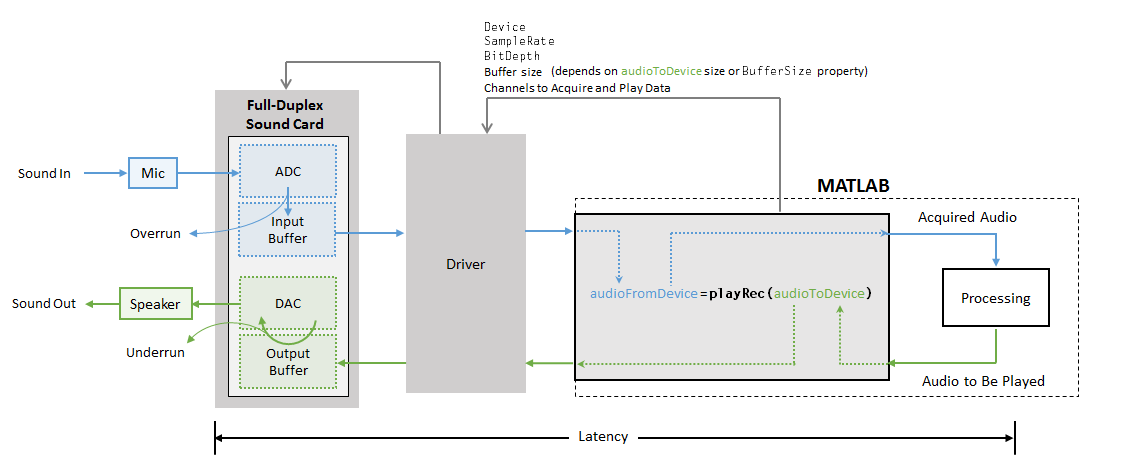 Device
SampleRate
BitDepth
Buffer size (depends on audioToDevice size or BufferSize property)
Channels to Acquire and Play Data
Full-Duplex
Sound Card
Sound In
Mic
ADC
Input
Buffer
Overrun
Driver
MATLAB
Acquired Audio
audioFromDevice=playRec(audioToDevice)
Processing
Sound Out
Speaker
DAC
Underrun
Output
Buffer
Audio to Be Played
Latency